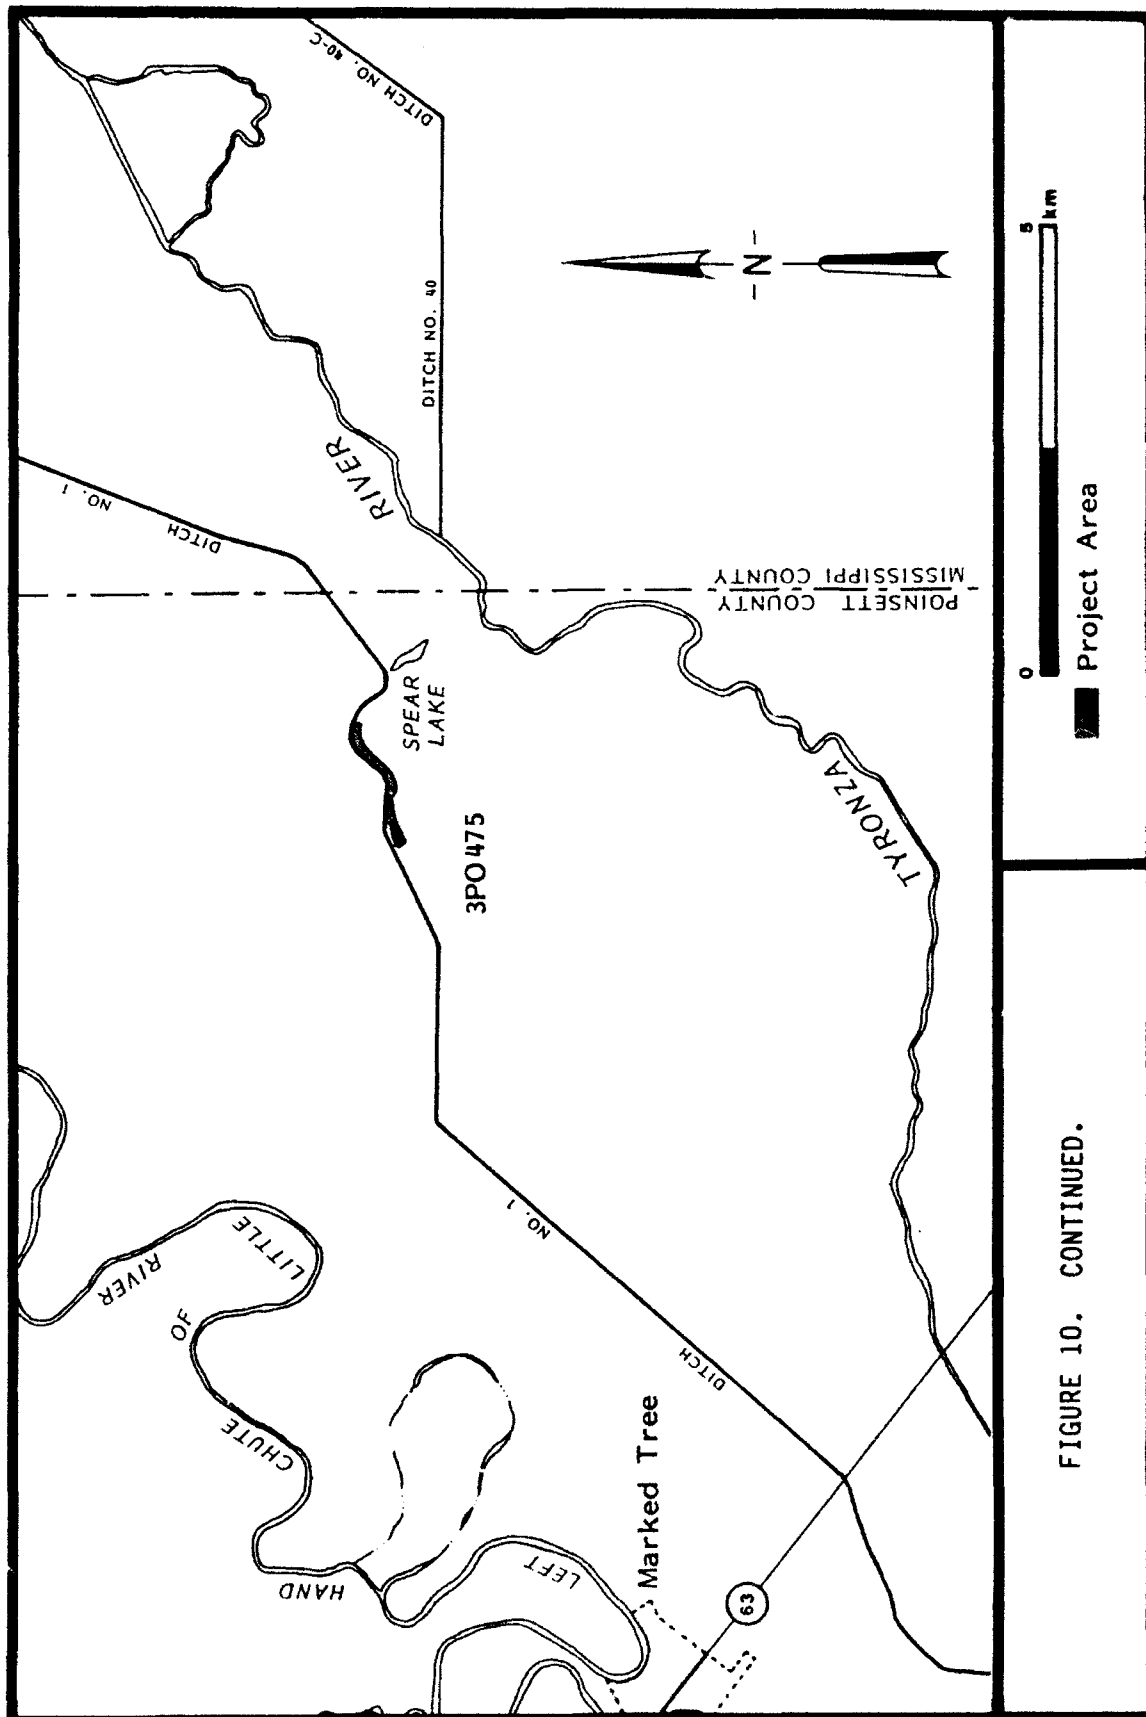 DITCH NO. 40-C
DITCH NO. 40
DITCH NO. 1
RIVER
TYRONZA
POINSETT COUNTY
MISSISSIPPI COUNTY
SPEAR
LAKE
3PO475
-N-
DITCH NO. 1
LEFT HAND CHUTE OF LITTLE RIVER
Marked Tree
63
0 5
km
Project Area
FIGURE 10. CONTINUED.